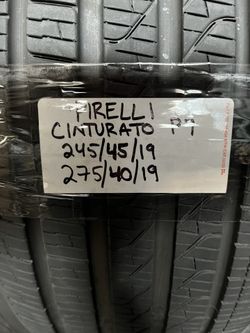 PIRELLI
CINTURATO P7
245/45/19
275/40/19